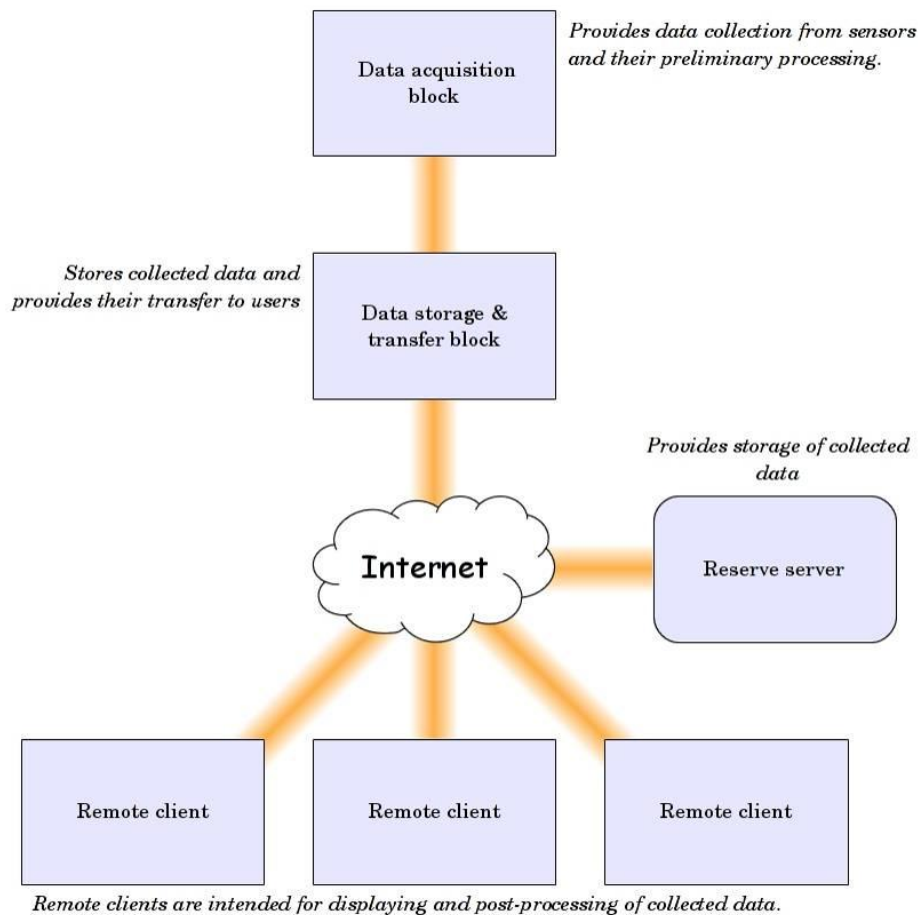 Provides data collection from sensors
and their preliminary processing.
Data acquisition
block
Stores collected data and
provides their transfer to users
Data storage &
transfer block
Provides storage of collected
data
Internet
Reserve server
Remote client
Remote client
Remote client
Remote clients are intended for displaying and post-processing of collected data.